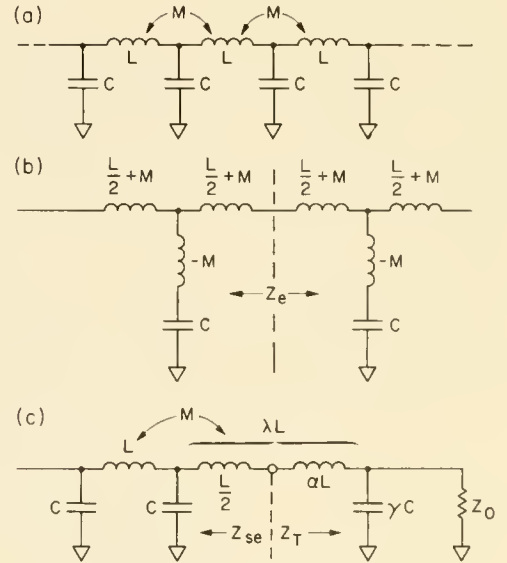 (a)
M M
L L L
C C C C
(b)
L/2 + M L/2 + M L/2 + M L/2 + M
-M -M
Z_e
C C
(c)
M λL
L
C C L/2 αL γC Z_0
Z_se Z_T